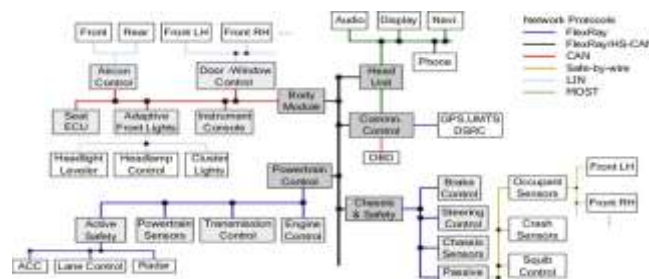 Front
Rear
Front LH
Front RH
Audio
Display
Navi
Phone
Network Protocols
FlexRay
FlexRay/HS-CAN
CAN
Safe-by-wire
LIN
MOST
Aircon
Control
Door /Window
Control
Head
Unit
Body
Module
Seat
ECU
Adaptive
Front Lights
Instrument
Console
Comm.
Control
GPS,UMTS
DSRC
OBD
Headlight
Leveler
Headlamp
Control
Cluster
Lights
Powertrain
Control
Chassis
& Safety
Brake
Control
Steering
Control
Chassis
Sensors
Passive
Occupant
Sensors
Crash
Sensors
Squib
Control
Front LH
Front RH
Active
Safety
Powertrain
Sensors
Transmission
Control
Engine
Control
ACC
Lane Control